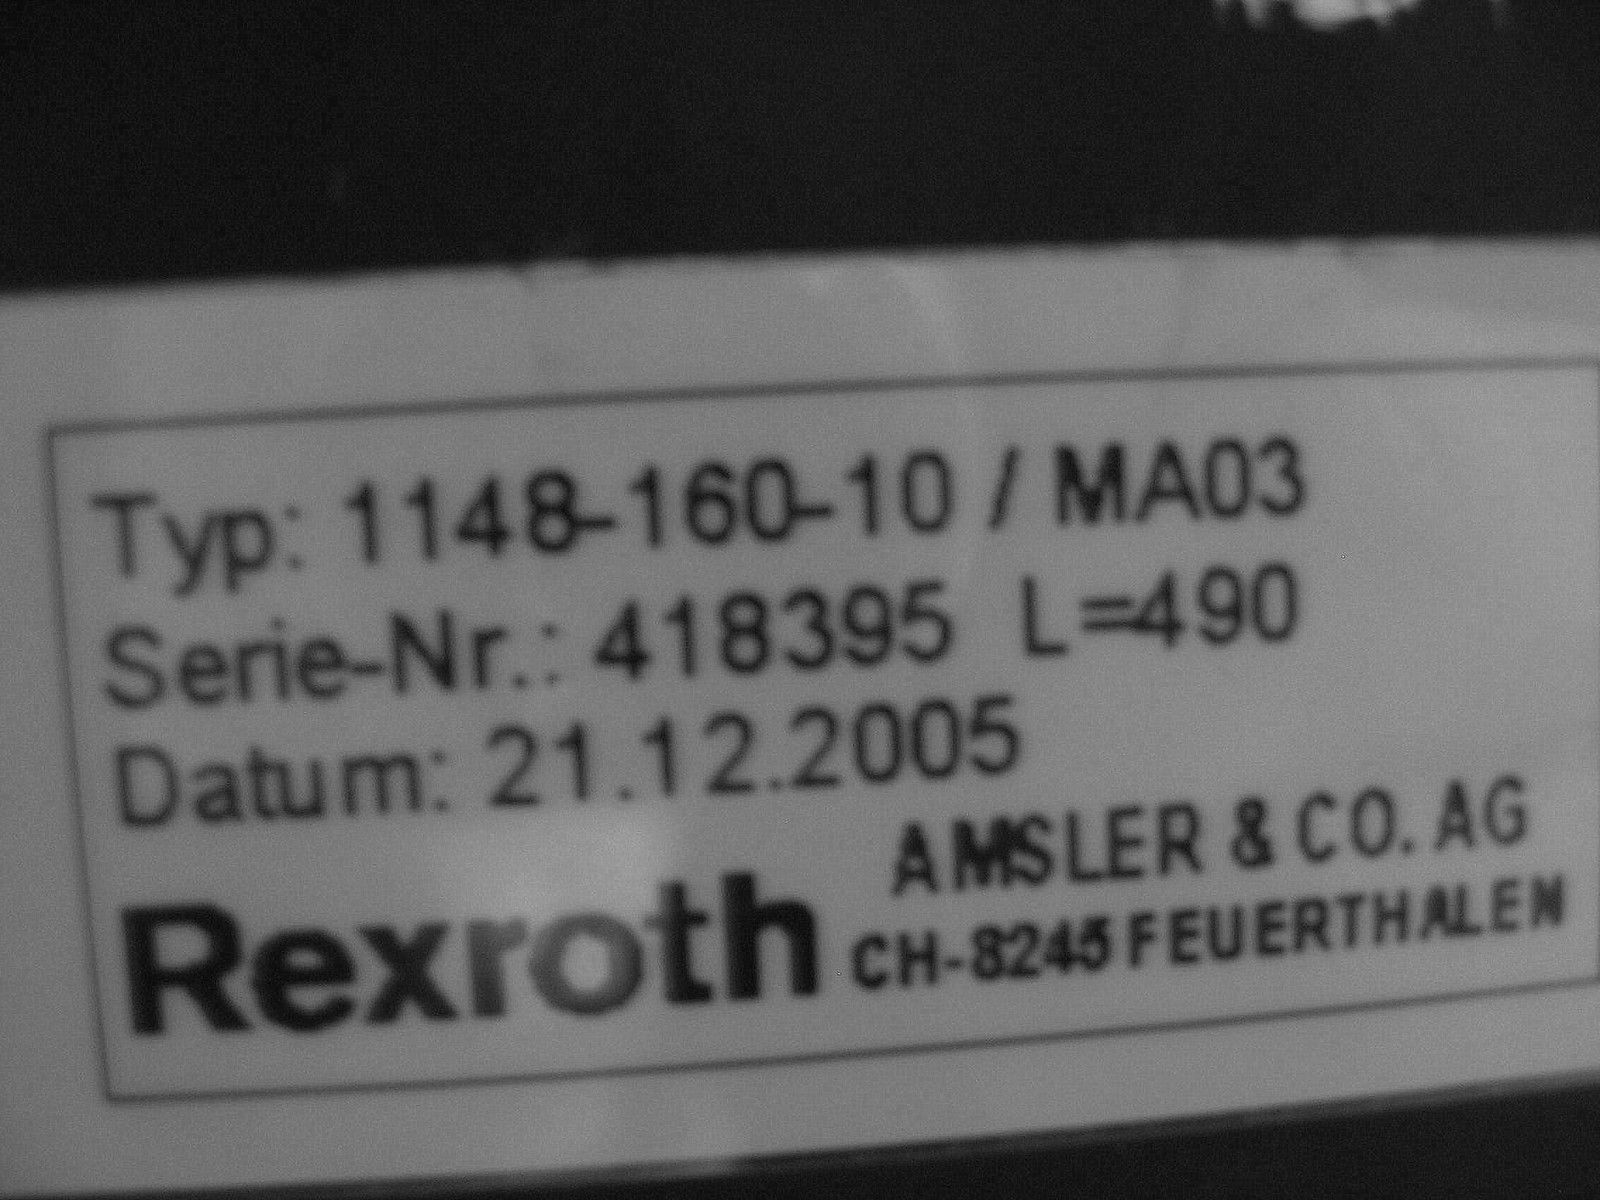 Typ: 1148-160-10 / MA03
Serie-Nr.: 418395 L=490
Datum: 21.12.2005
AMSLER & CO. AG
Rexroth CH-8245 FEUERTHALEN